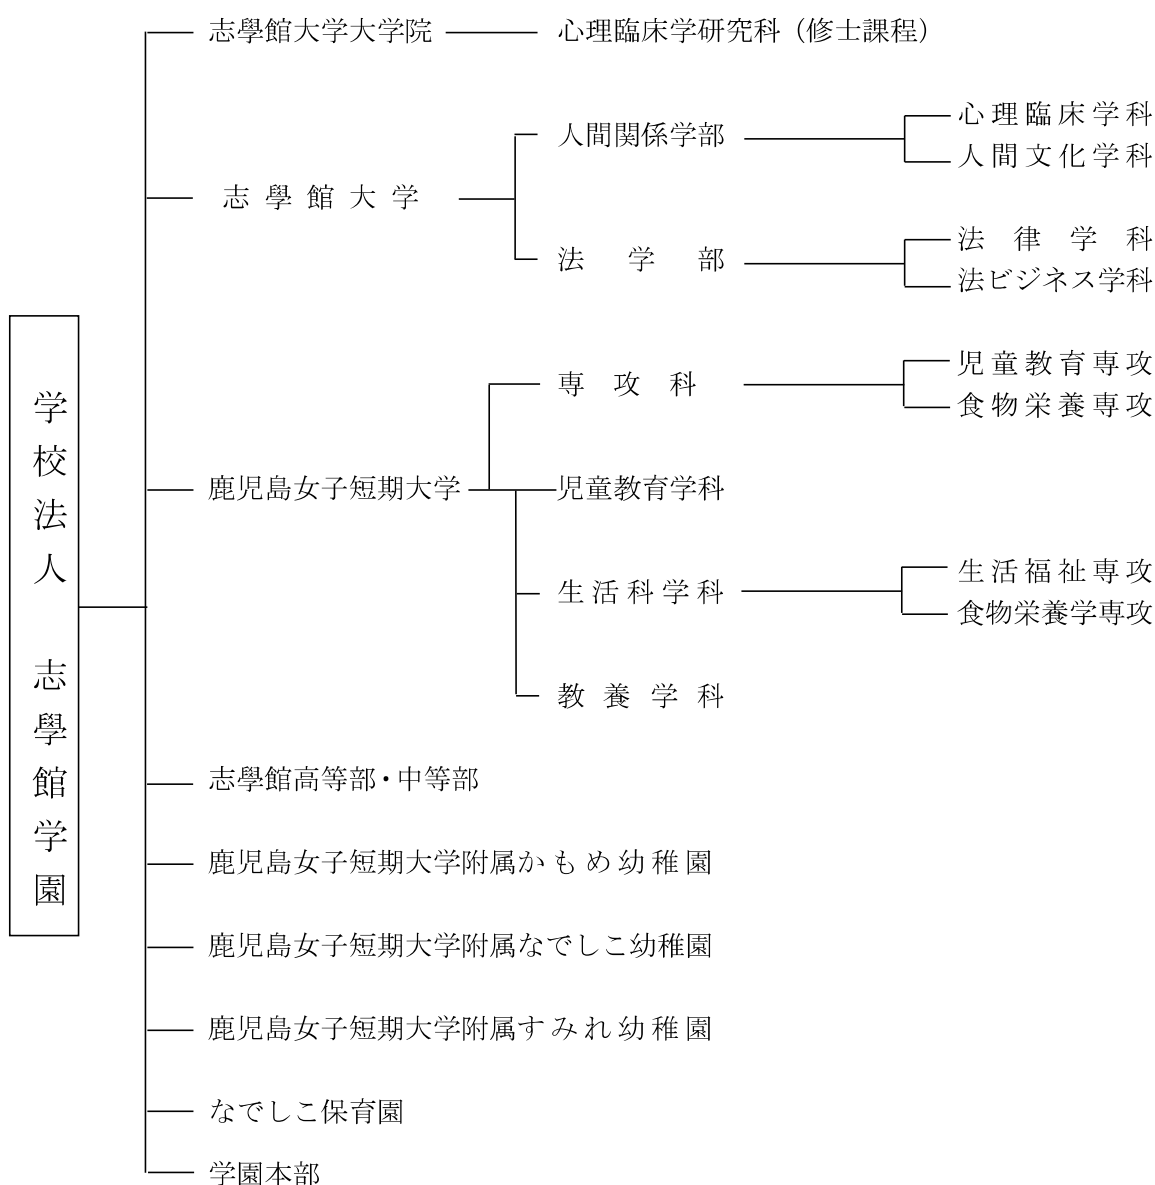 学校法人 志學館学園
志學館大学大学院
心理臨床学研究科（修士課程）
志學館大学
人間関係学部
心理臨床学科
人間文化学科
法学部
法律学科
法ビジネス学科
鹿児島女子短期大学
専攻科
児童教育専攻
食物栄養専攻
児童教育学科
生活科学科
生活福祉専攻
食物栄養学専攻
教養学科
志學館高等部・中等部
鹿児島女子短期大学附属かもめ幼稚園
鹿児島女子短期大学附属なでしこ幼稚園
鹿児島女子短期大学附属すみれ幼稚園
なでしこ保育園
学園本部